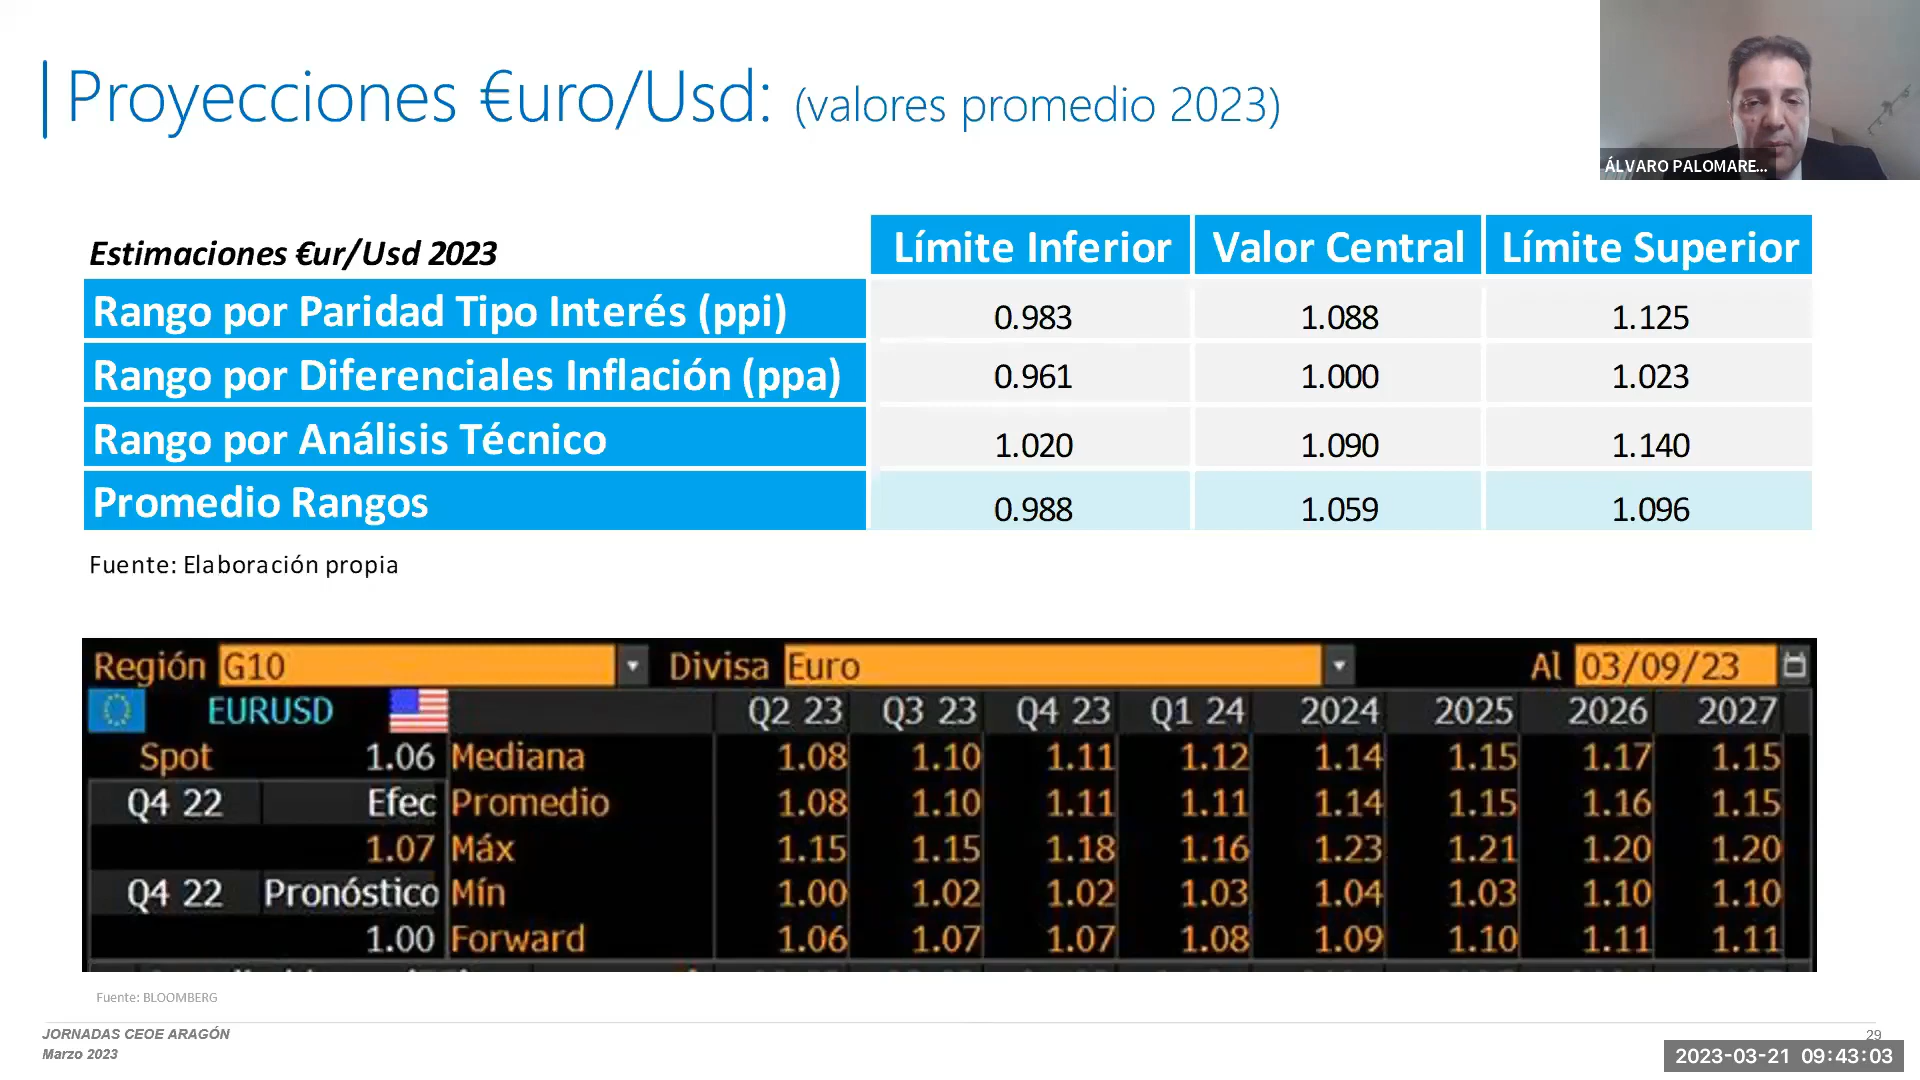 Proyecciones €uro/Usd: (valores promedio 2023)
ÁLVARO PALOMARE...
Estimaciones €ur/Usd 2023 Límite Inferior Valor Central Límite Superior
Rango por Paridad Tipo Interés (ppi) 0.983 1.088 1.125
Rango por Diferenciales Inflación (ppa) 0.961 1.000 1.023
Rango por Análisis Técnico 1.020 1.090 1.140
Promedio Rangos 0.988 1.059 1.096
Fuente: Elaboración propia
Región G10 Divisa Euro Al 03/09/23
EURUSD Q2 23 Q3 23 Q4 23 Q1 24 2024 2025 2026 2027
Spot 1.06 Mediana 1.08 1.10 1.11 1.12 1.14 1.15 1.17 1.15
Q4 22 Efec Promedio 1.08 1.10 1.11 1.11 1.14 1.15 1.16 1.15
1.07 Máx 1.15 1.15 1.18 1.16 1.23 1.21 1.20 1.20
Q4 22 Pronóstico Mín 1.00 1.02 1.02 1.03 1.04 1.03 1.10 1.10
1.00 Forward 1.06 1.07 1.07 1.08 1.09 1.10 1.11 1.11
Fuente: BLOOMBERG
JORNADAS CEOE ARAGÓN
Marzo 2023
29
2023-03-21 09:43:03